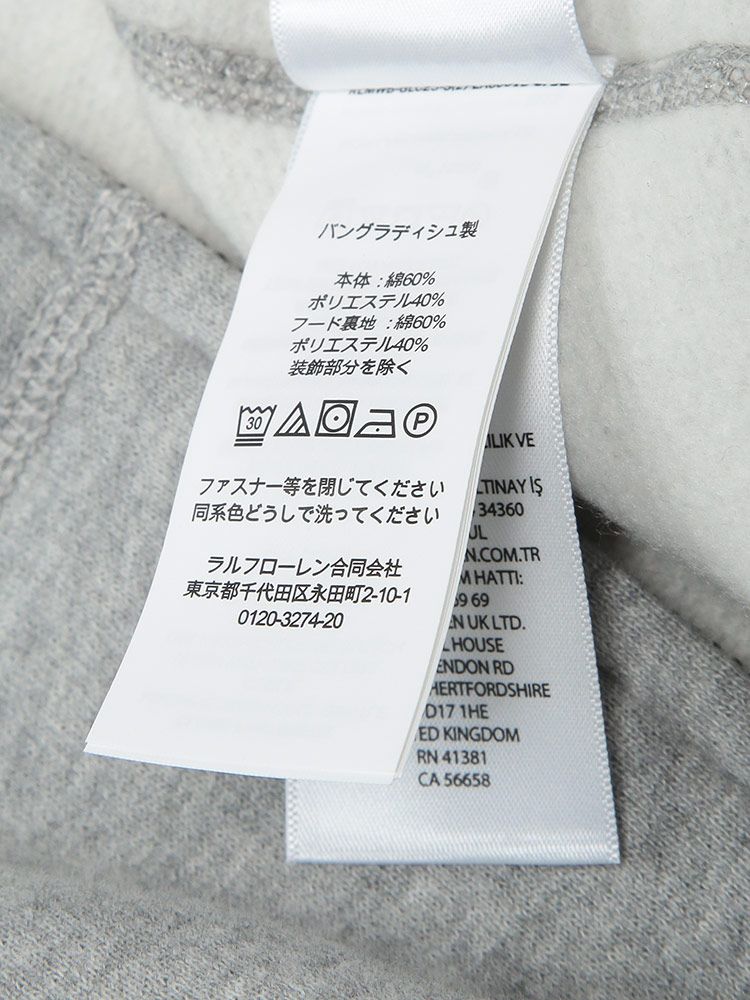 バングラディシュ製
本体 : 綿60%
ポリエステル40%
フード裏地 : 綿60%
ポリエステル40%
装飾部分を除く
30
P
ファスナー等を閉じてください
同系色どうしで洗ってください
ラルフローレン合同会社
東京都千代田区永田町2-10-1
0120-3274-20
VE
İŞ
34360
HATTI:
69
UK LTD.
HOUSE
RD
HERTFORDSHIRE
1HE
KINGDOM
RN 41381
CA 56658